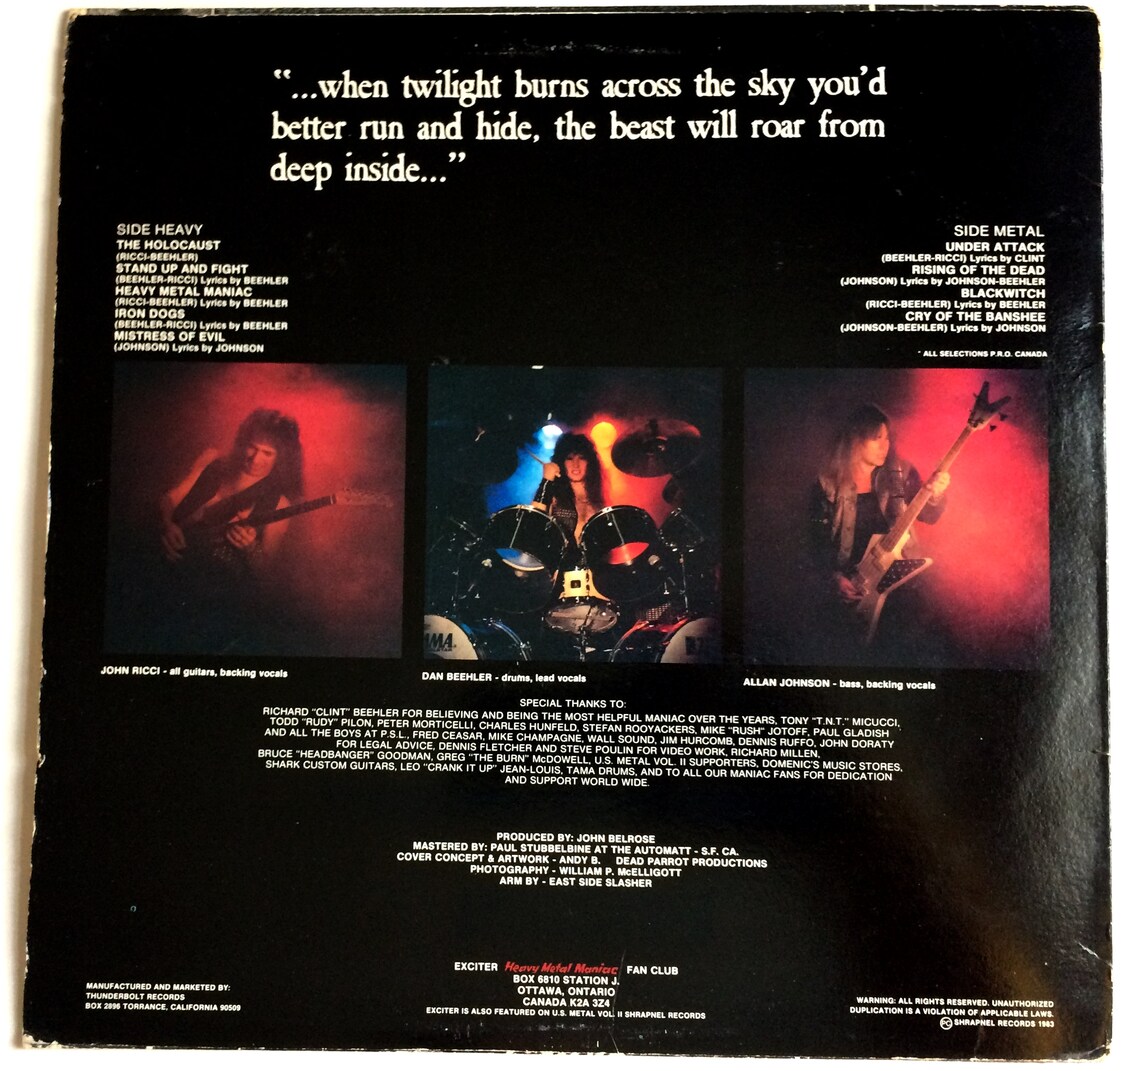 “...when twilight burns across the sky you’d
better run and hide, the beast will roar from
deep inside...”
SIDE HEAVY
THE HOLOCAUST
(RICCI-BEEHLER)
STAND UP AND FIGHT
(BEEHLER-RICCI) Lyrics by BEEHLER
HEAVY METAL MANIAC
(RICCI-BEEHLER) Lyrics by BEEHLER
IRON DOGS
(BEEHLER-RICCI) Lyrics by BEEHLER
MISTRESS OF EVIL
(JOHNSON) Lyrics by JOHNSON
SIDE METAL
UNDER ATTACK
(BEEHLER-RICCI) Lyrics by CLINT
RISING OF THE DEAD
(JOHNSON) Lyrics by JOHNSON-BEEHLER
BLACKWITCH
(RICCI-BEEHLER) Lyrics by BEEHLER
CRY OF THE BANSHEE
(JOHNSON-BEEHLER) Lyrics by JOHNSON
* ALL SELECTIONS P.R.O. CANADA
JOHN RICCI - all guitars, backing vocals
DAN BEEHLER - drums, lead vocals
ALLAN JOHNSON - bass, backing vocals
SPECIAL THANKS TO:
RICHARD “CLINT” BEEHLER FOR BELIEVING AND BEING THE MOST HELPFUL MANIAC OVER THE YEARS, TONY “T.N.T.” MICUCCI,
TODD “RUDY” PILON, PETER MORTICELLI, CHARLES HUNFELD, STEFAN ROOYACKERS, MIKE “RUSH” JOTOFF, PAUL GLADISH
AND ALL THE BOYS AT P.S.L., FRED CEASAR, MIKE CHAMPAGNE, WALL SOUND, JIM HURCOMB, DENNIS RUFFO, JOHN DORATY
FOR LEGAL ADVICE, DENNIS FLETCHER AND STEVE POULIN FOR VIDEO WORK, RICHARD MILLEN,
BRUCE “HEADBANGER” GOODMAN, GREG “THE BURN” McDOWELL, U.S. METAL VOL. II SUPPORTERS, DOMENIC’S MUSIC STORES,
SHARK CUSTOM GUITARS, LEO “CRANK IT UP” JEAN-LOUIS, TAMA DRUMS, AND TO ALL OUR MANIAC FANS FOR DEDICATION
AND SUPPORT WORLD WIDE.
PRODUCED BY: JOHN BELROSE
MASTERED BY: PAUL STUBBELBINE AT THE AUTOMATT - S.F. CA.
COVER CONCEPT & ARTWORK - ANDY B. DEAD PARROT PRODUCTIONS
PHOTOGRAPHY - WILLIAM P. McELLIGOTT
ARM BY - EAST SIDE SLASHER
EXCITER Heavy Metal Maniac FAN CLUB
BOX 6810 STATION J.
OTTAWA, ONTARIO
CANADA K2A 3Z4
EXCITER IS ALSO FEATURED ON U.S. METAL VOL. II SHRAPNEL RECORDS
MANUFACTURED AND MARKETED BY:
THUNDERBOLT RECORDS
BOX 2896 TORRANCE, CALIFORNIA 90509
WARNING: ALL RIGHTS RESERVED. UNAUTHORIZED
DUPLICATION IS A VIOLATION OF APPLICABLE LAWS.
ⓅⒸ SHRAPNEL RECORDS 1983